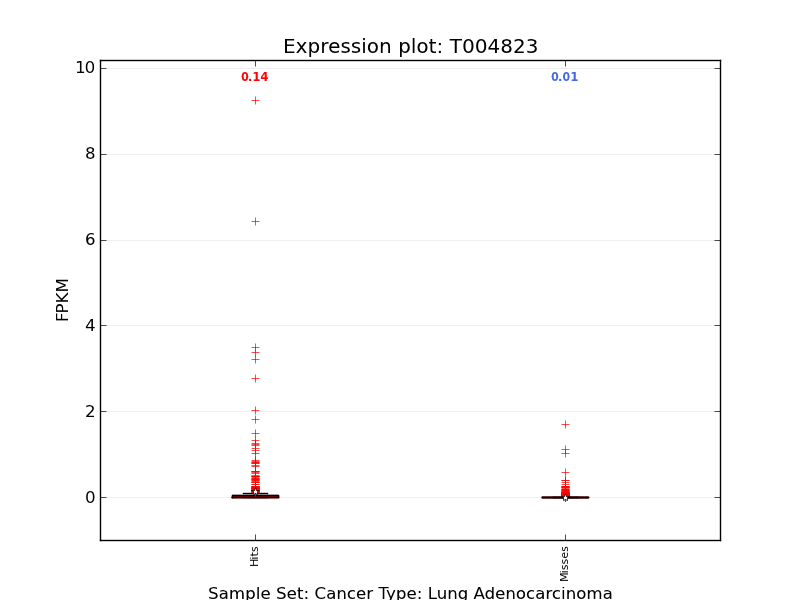 Expression plot: T004823
10
8
6
4
2
0
FPKM
0.14
0.01
Hits
Misses
Sample Set: Cancer Type: Lung Adenocarcinoma